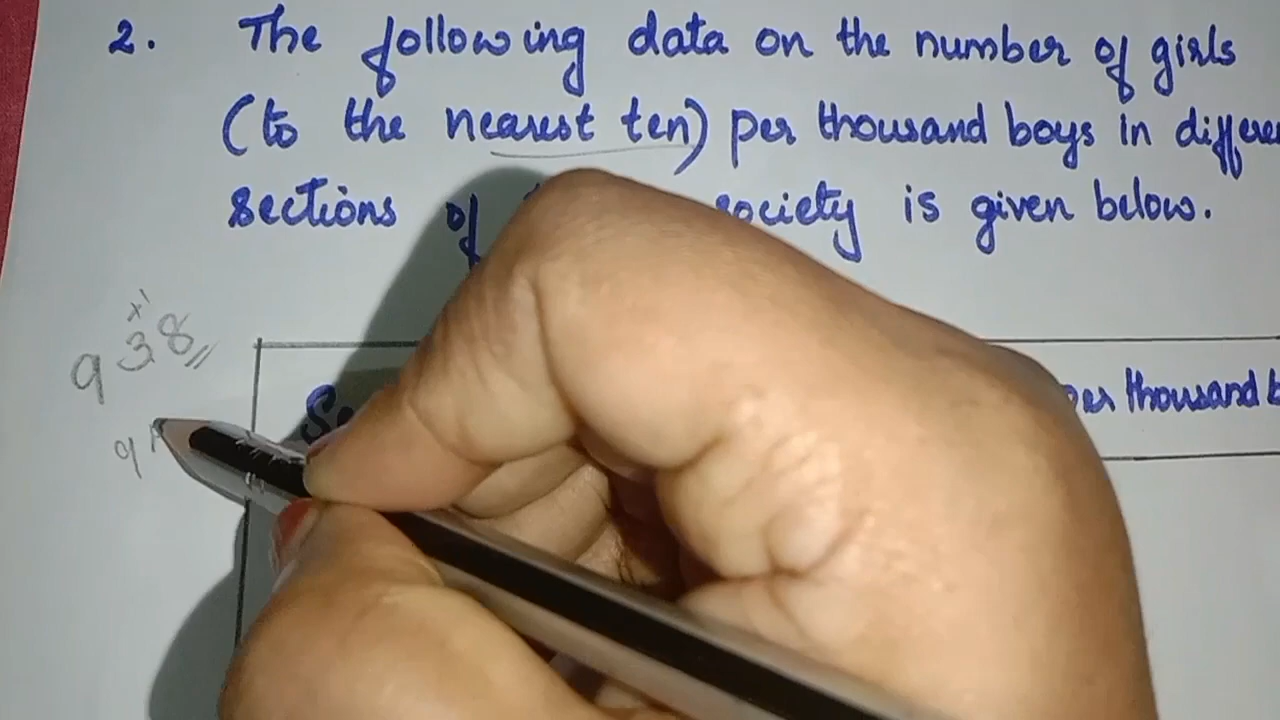 2. The following data on the number of girls
(to the nearest ten) per thousand boys in
sections of society is given below.
938
per thousand
9